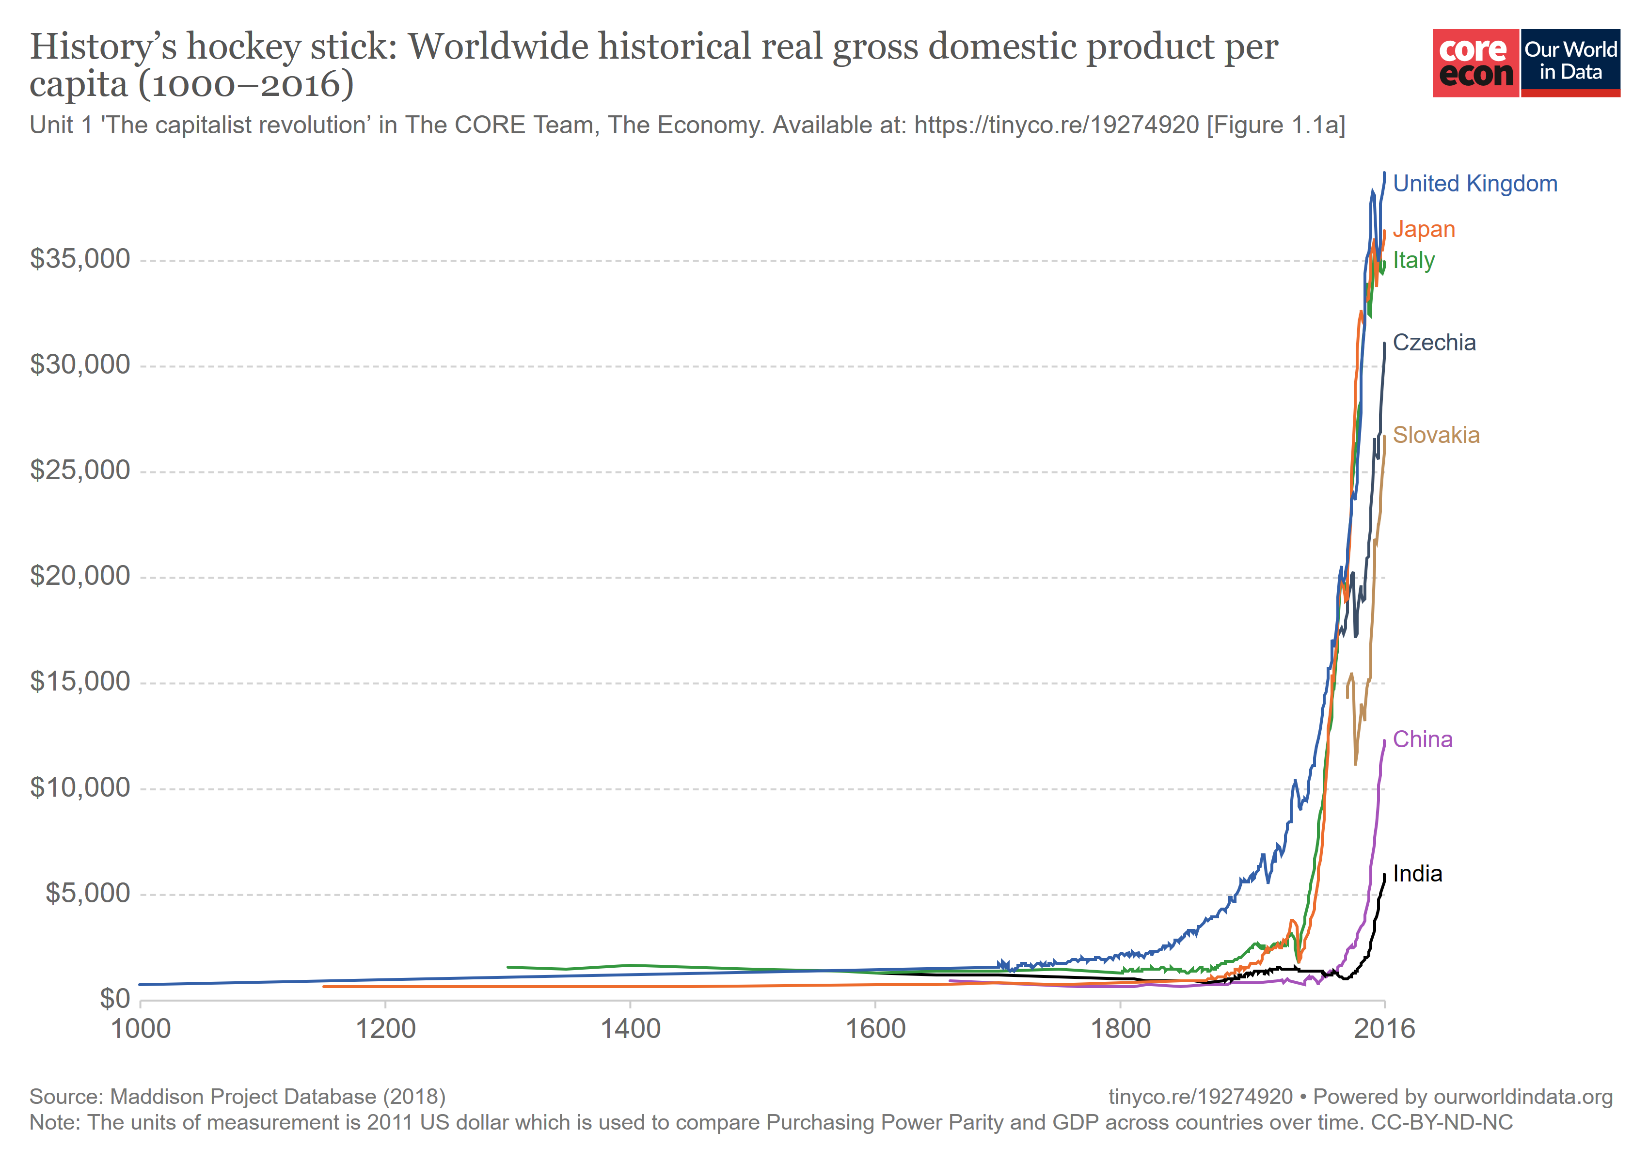 History’s hockey stick: Worldwide historical real gross domestic product per
capita (1000–2016)
Unit 1 'The capitalist revolution’ in The CORE Team, The Economy. Available at: https://tinyco.re/19274920 [Figure 1.1a]
core
econ
Our World
in Data
United Kingdom
Japan
Italy
Czechia
Slovakia
China
India
$35,000
$30,000
$25,000
$20,000
$15,000
$10,000
$5,000
$0
1000 1200 1400 1600 1800 2016
Source: Maddison Project Database (2018)
tinyco.re/19274920 • Powered by ourworldindata.org
Note: The units of measurement is 2011 US dollar which is used to compare Purchasing Power Parity and GDP across countries over time. CC-BY-ND-NC